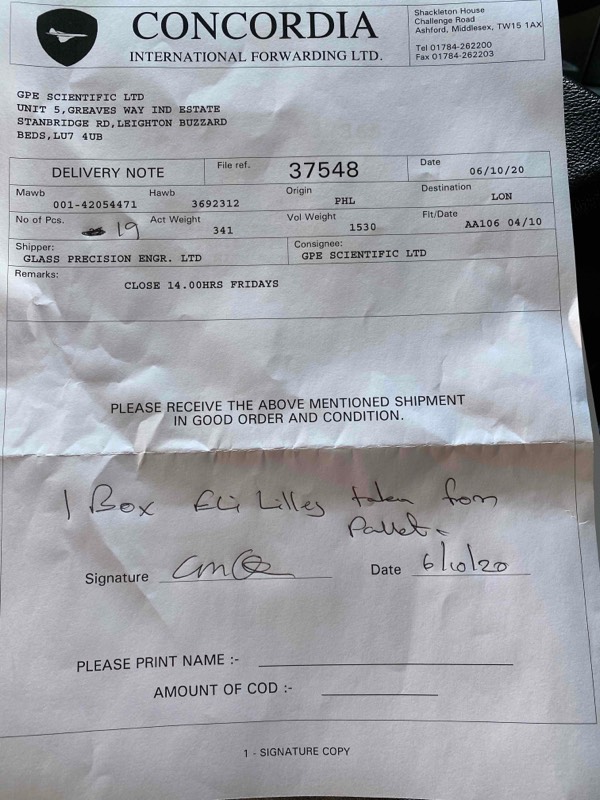 CONCORDIA
INTERNATIONAL FORWARDING LTD.
Shackleton House
Challenge Road
Ashford, Middlesex, TW15 1AX
Tel 01784-262200
Fax 01784-262203
GPE SCIENTIFIC LTD
UNIT 5,GREAVES WAY IND ESTATE
STANBRIDGE RD,LEIGHTON BUZZARD
BEDS,LU7 4UB
DELIVERY NOTE File ref. 37548 Date 06/10/20
Mawb 001-42054471 Hawb 3692312 Origin PHL Destination LON
No of Pcs. 19 Act Weight 341 Vol Weight 1530 Flt/Date AA106 04/10
Shipper: GLASS PRECISION ENGR. LTD Consignee: GPE SCIENTIFIC LTD
Remarks: CLOSE 14.00HRS FRIDAYS
PLEASE RECEIVE THE ABOVE MENTIONED SHIPMENT
IN GOOD ORDER AND CONDITION.
1 Box Eli Lilley taken from
Pallet.
Signature Date 6/10/20
PLEASE PRINT NAME :-
AMOUNT OF COD :-
1 - SIGNATURE COPY